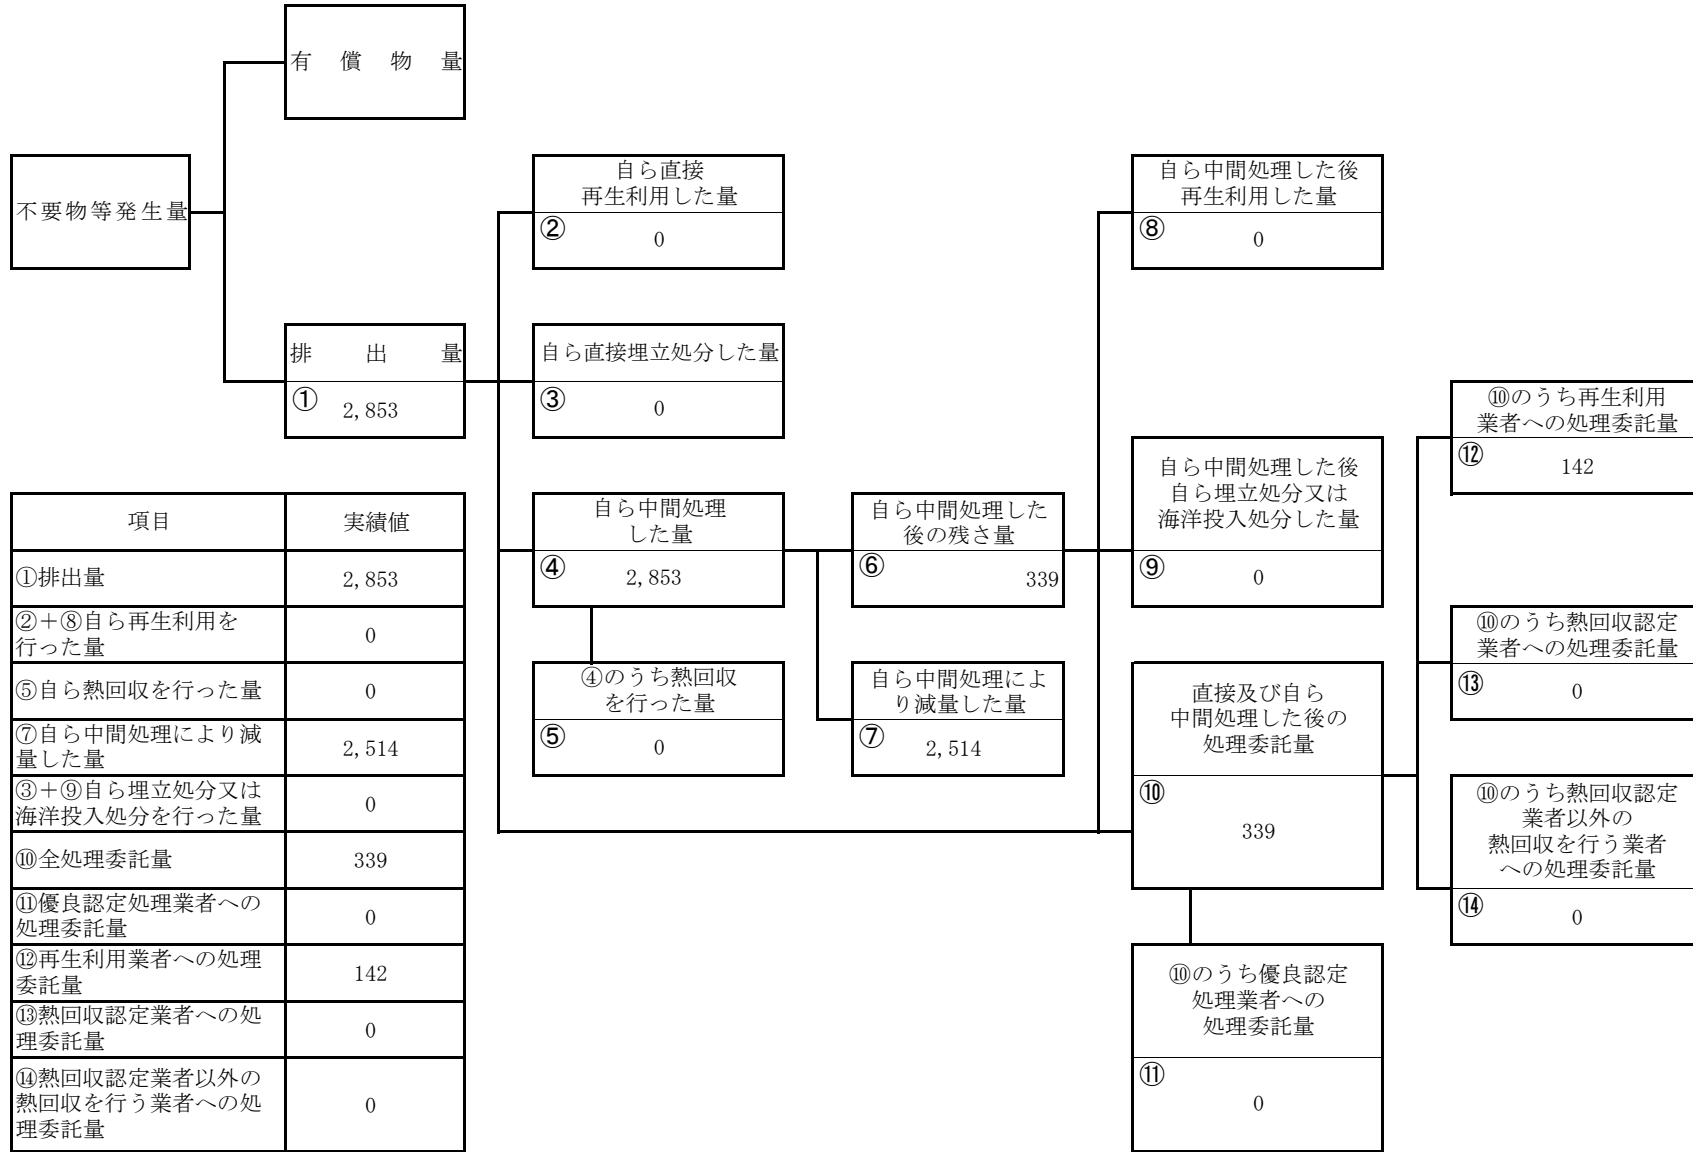 有償物量
不要物等発生量
自ら直接
再生利用した量
②
0
自ら中間処理した後
再生利用した量
⑧
0
排出量
①
2,853
自ら直接埋立処分した量
③
0
⑩のうち再生利用
業者への処理委託量
⑫
142
自ら中間処理
した量
④
2,853
自ら中間処理した
後の残さ量
⑥
339
自ら中間処理した後
自ら埋立処分又は
海洋投入処分した量
⑨
0
⑩のうち熱回収認定
業者への処理委託量
⑬
0
④のうち熱回収
を行った量
⑤
0
自ら中間処理によ
り減量した量
⑦
2,514
直接及び自ら
中間処理した後の
処理委託量
⑩
339
⑩のうち熱回収認定
業者以外の
熱回収を行う業者
への処理委託量
⑭
0
⑩のうち優良認定
処理業者への
処理委託量
⑪
0
項目 実績値
①排出量 2,853
②+⑧自ら再生利用を
行った量 0
⑤自ら熱回収を行った量 0
⑦自ら中間処理により減
量した量 2,514
③+⑨自ら埋立処分又は
海洋投入処分を行った量 0
⑩全処理委託量 339
⑪優良認定処理業者への
処理委託量 0
⑫再生利用業者への処理
委託量 142
⑬熱回収認定業者への処
理委託量 0
⑭熱回収認定業者以外の
熱回収を行う業者への処
理委託量 0